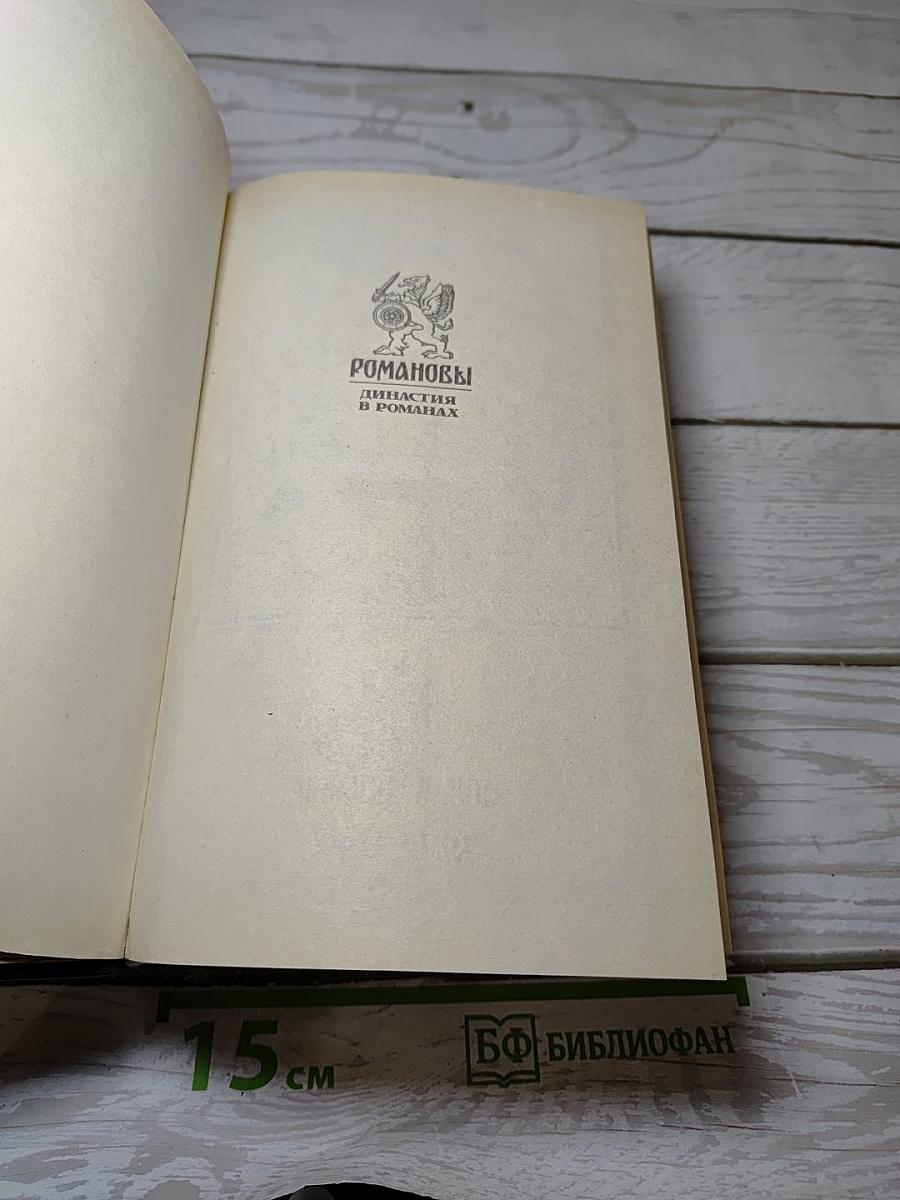 РОМАНОВЫ
ДИНАСТИЯ
В РОМАНАХ
15 см
БФ БИБЛИОФАН